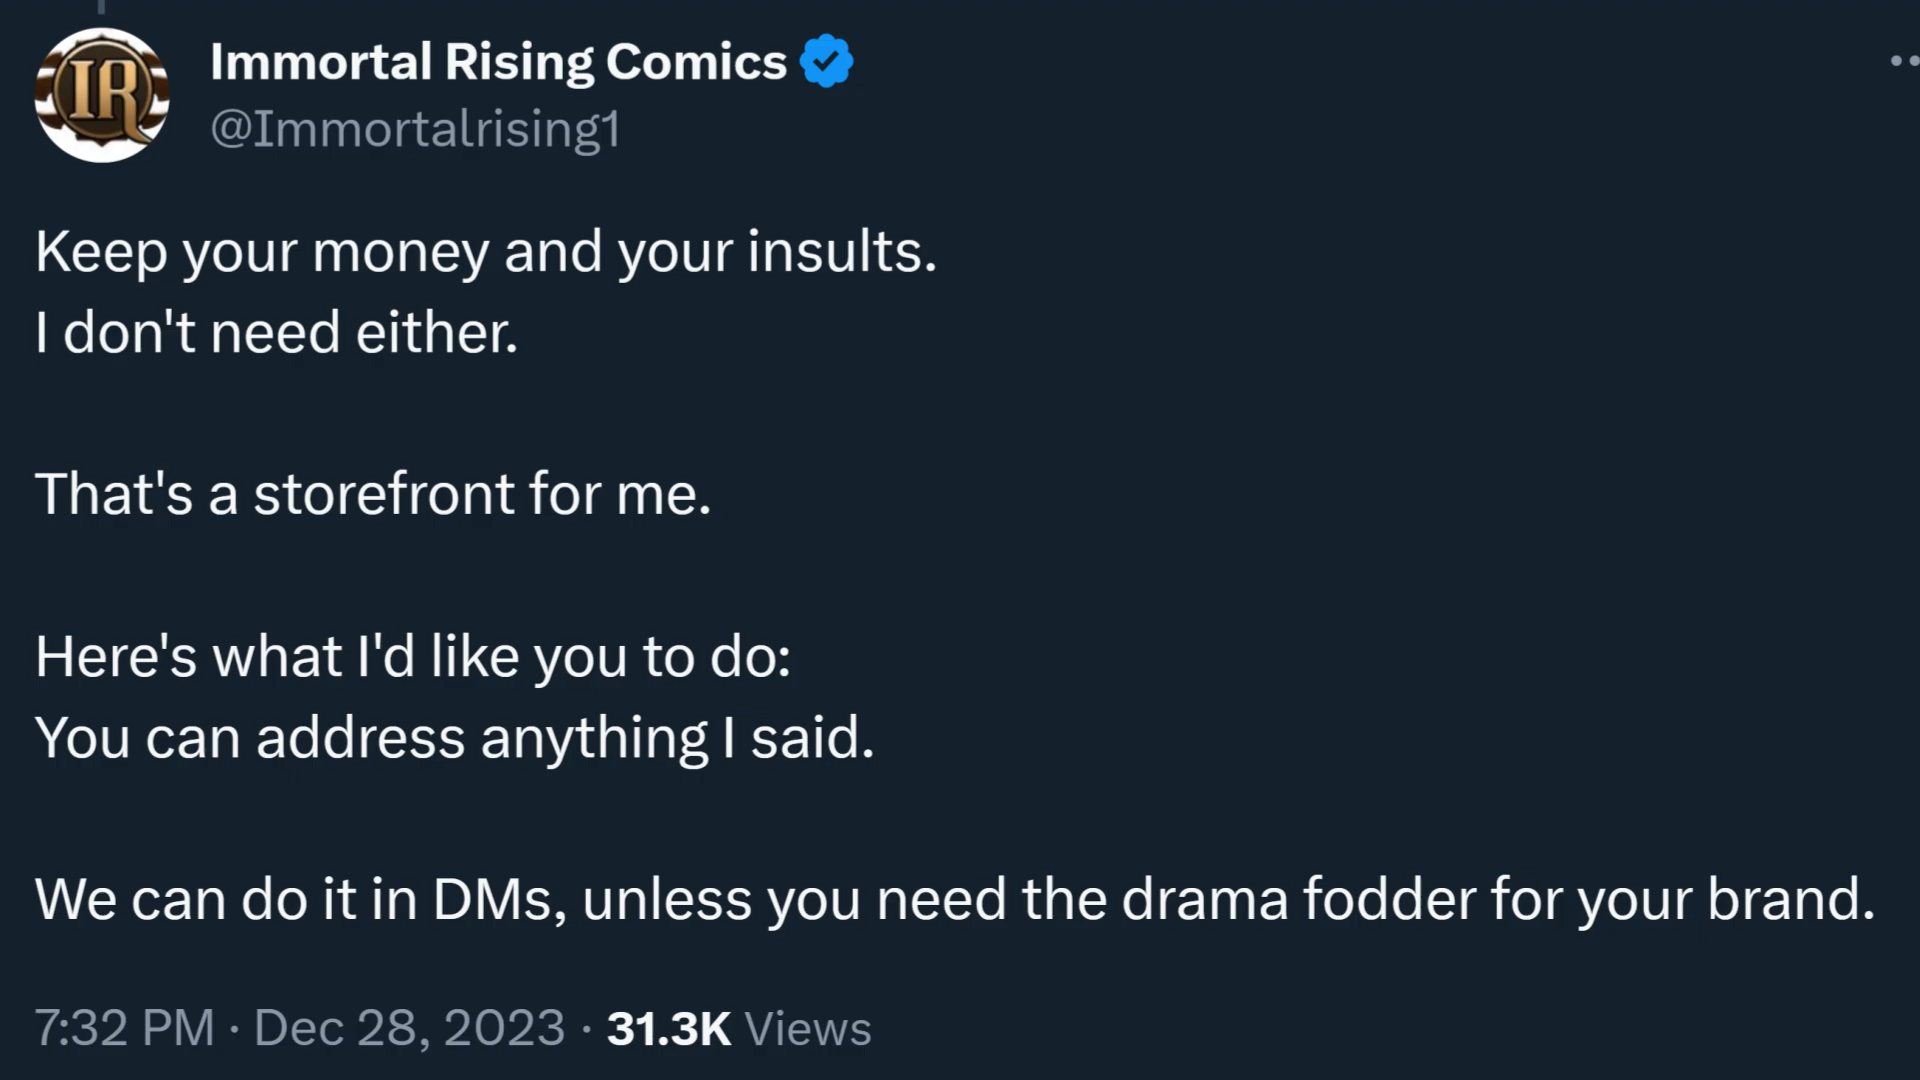 IR
Immortal Rising Comics
@Immortalrising1
Keep your money and your insults.
I don't need either.
That's a storefront for me.
Here's what I'd like you to do:
You can address anything I said.
We can do it in DMs, unless you need the drama fodder for your brand.
7:32 PM · Dec 28, 2023 · 31.3K Views